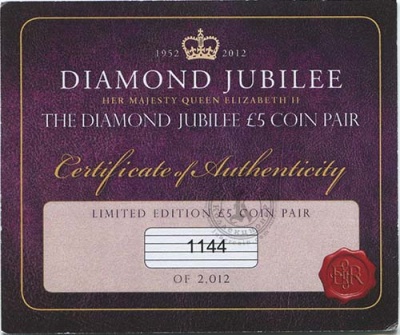 1952 2012
DIAMOND JUBILEE
HER MAJESTY QUEEN ELIZABETH II
THE DIAMOND JUBILEE £5 COIN PAIR
Certificate of Authenticity
LIMITED EDITION £5 COIN PAIR
1144
OF 2,012
EIIR